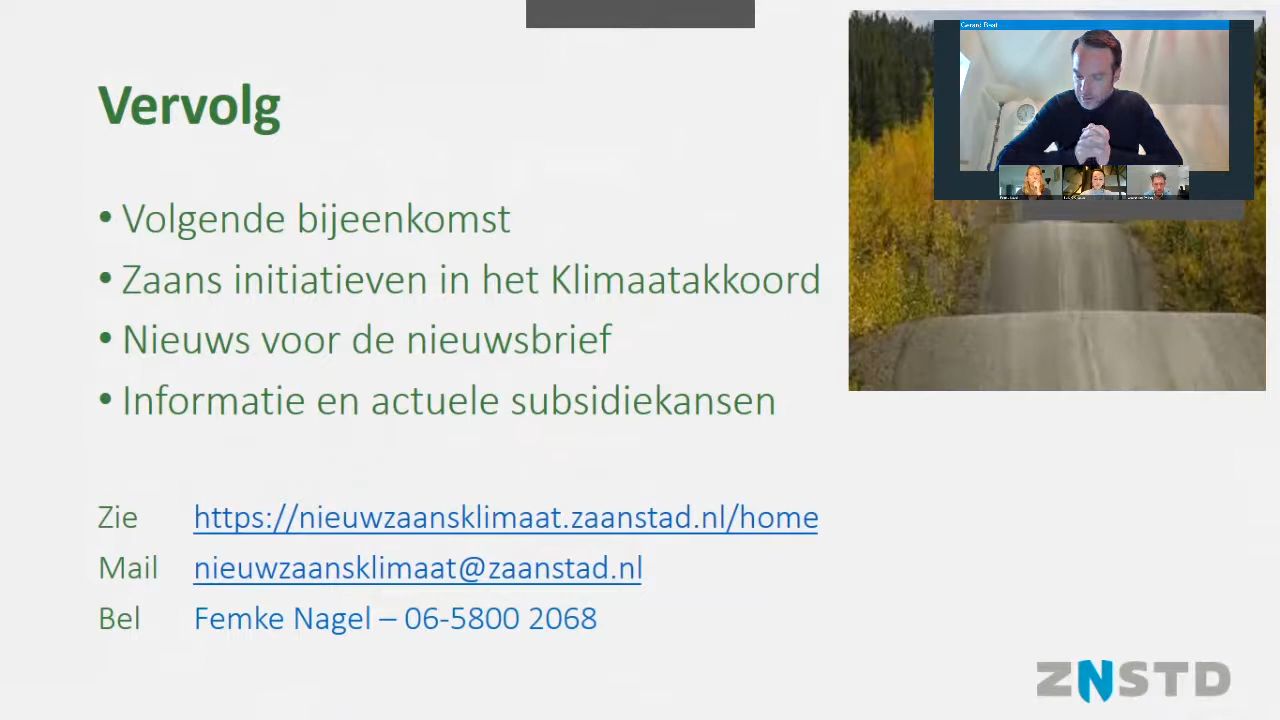 Vervolg
• Volgende bijeenkomst
• Zaans initiatieven in het Klimaatakkoord
• Nieuws voor de nieuwsbrief
• Informatie en actuele subsidiekansen
Zie https://nieuwzaansklimaat.zaanstad.nl/home
Mail nieuwzaansklimaat@zaanstad.nl
Bel Femke Nagel – 06-5800 2068
ZNSTD